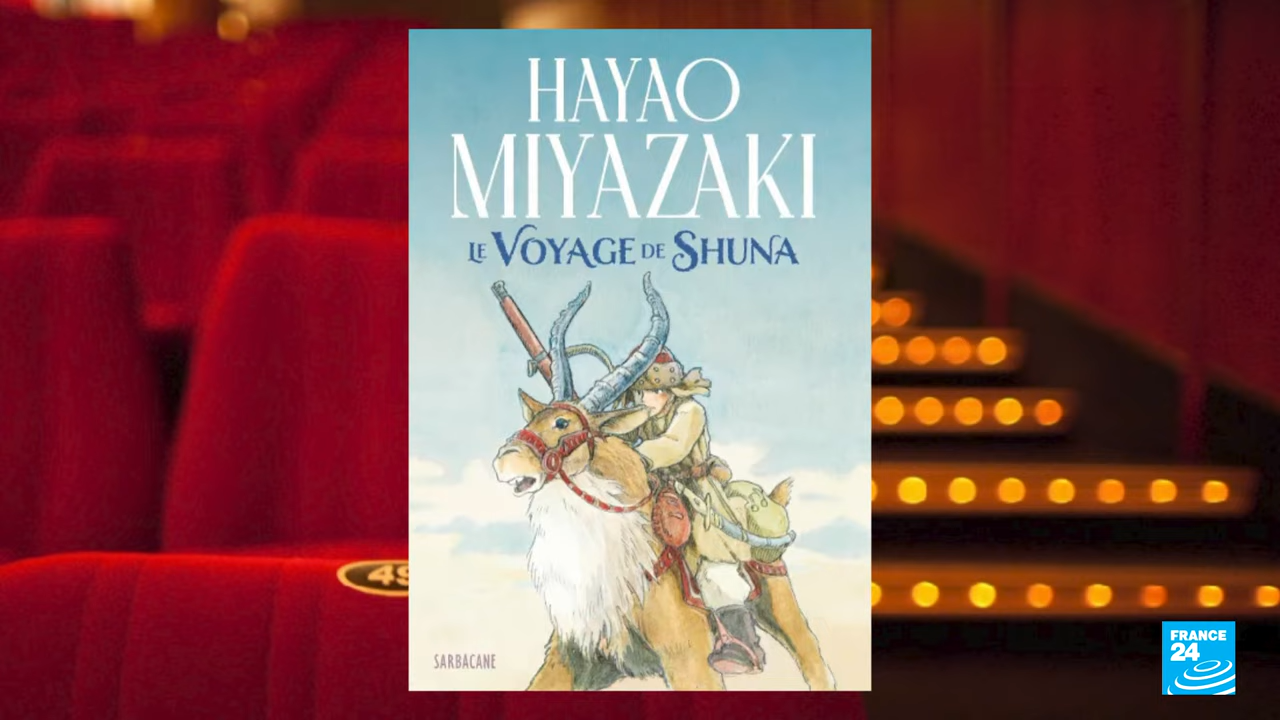 HAYAO
MIYAZAKI
LE VOYAGE DE SHUNA
SARBACANE
49
FRANCE
24